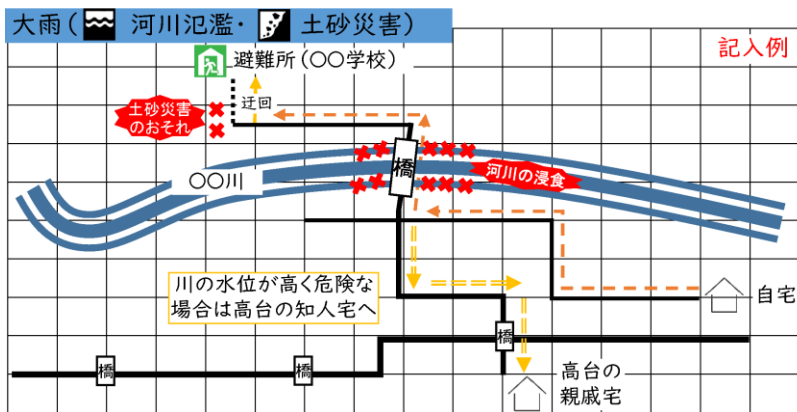 大雨( 河川氾濫・ 土砂災害)
記入例
避難所(〇〇学校)
土砂災害
のおそれ
迂回
橋
〇〇川
河川の浸食
川の水位が高く危険な
場合は高台の知人宅へ
自宅
橋
橋
橋
高台の
親戚宅